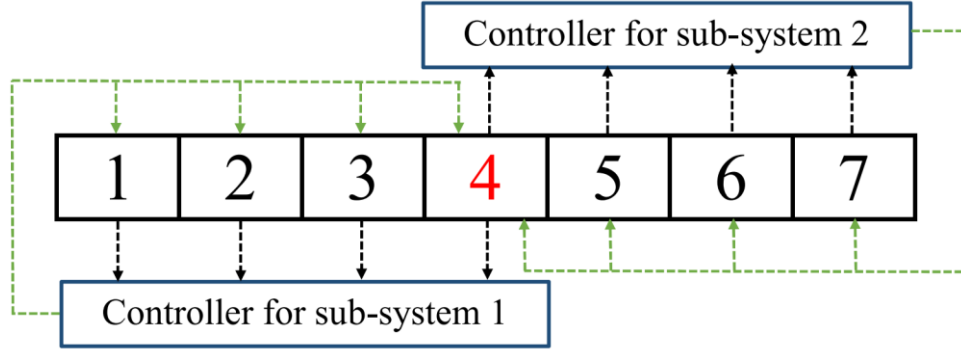 Controller for sub-system 2
1 2 3 4 5 6 7
Controller for sub-system 1